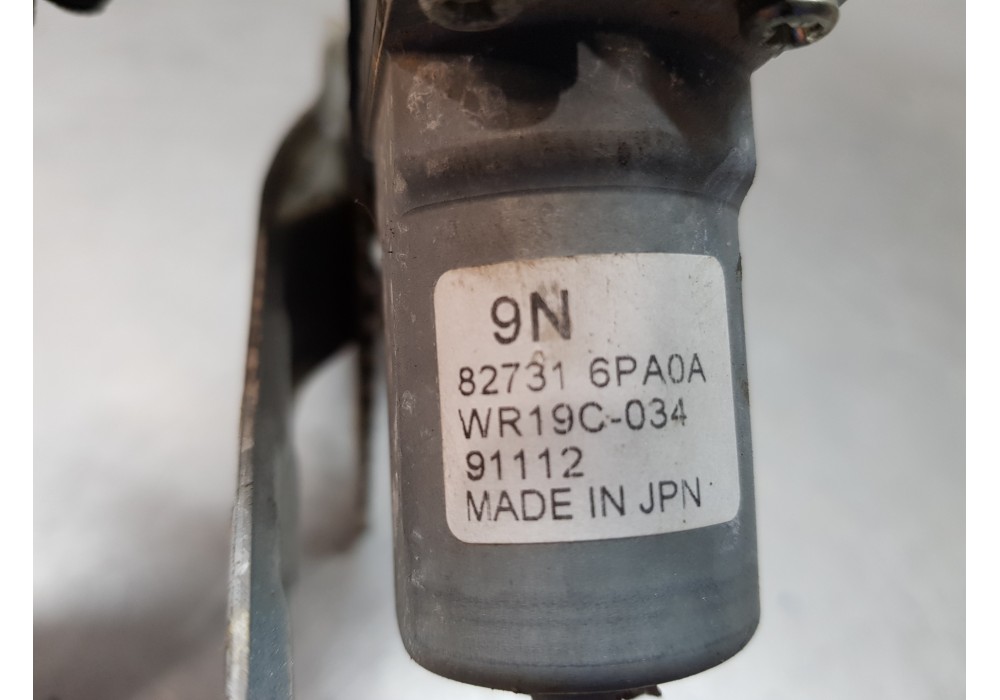 9N
82731 6PA0A
WR19C-034
91112
MADE IN JPN